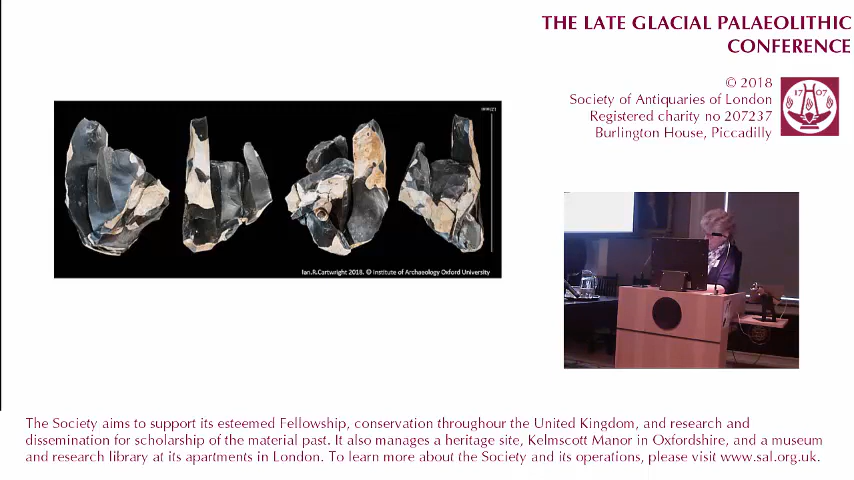 THE LATE GLACIAL PALAEOLITHIC
CONFERENCE
© 2018
Society of Antiquaries of London
Registered charity no 207237
Burlington House, Piccadilly
17 07
Ian.R.Cartwright 2018. © Institute of Archaeology Oxford University
The Society aims to support its esteemed Fellowship, conservation throughour the United Kingdom, and research and
dissemination for scholarship of the material past. It also manages a heritage site, Kelmscott Manor in Oxfordshire, and a museum
and research library at its apartments in London. To learn more about the Society and its operations, please visit www.sal.org.uk.